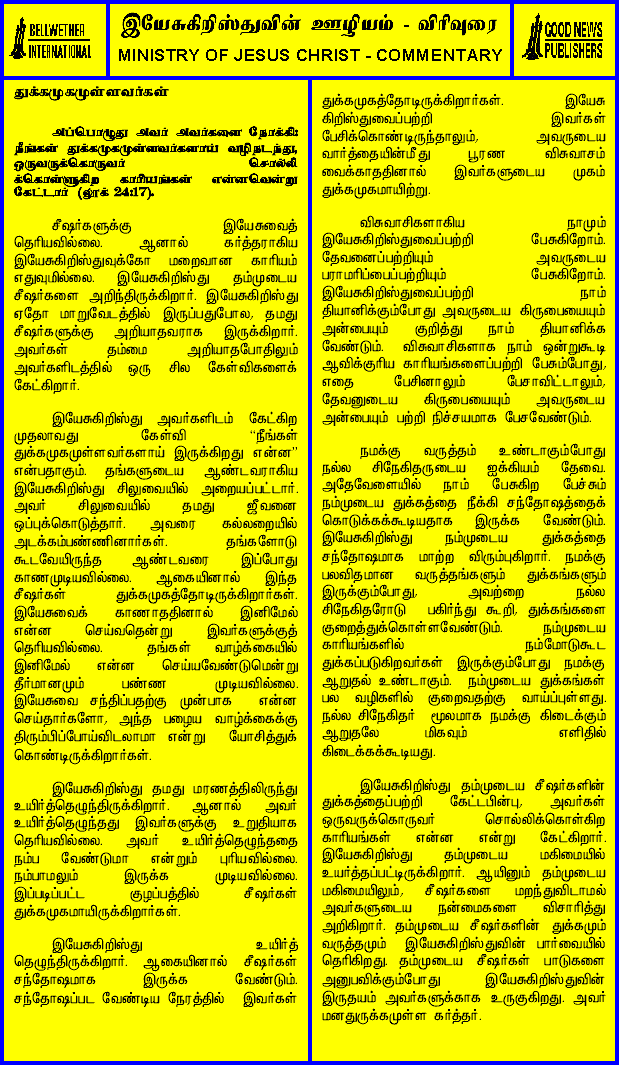 BELLWETHER
INTERNATIONAL
இயேசுகிறிஸ்துவின் ஊழியம் - விரிவுரை
MINISTRY OF JESUS CHRIST - COMMENTARY
GOOD NEWS
PUBLISHERS
துக்கமுகமுள்ளவர்கள்
அப்பொழுது அவர் அவர்களை நோக்கி:
நீங்கள் துக்கமுகமுள்ளவர்களாய் வழிநடந்து,
ஒருவருக்கொருவர் சொல்லி
க்கொள்ளுகிற காரியங்கள் என்னவென்று
கேட்டார் (லூக் 24:17).
சீஷர்களுக்கு இயேசுவைத்
தெரியவில்லை. ஆனால் கர்த்தராகிய
இயேசுகிறிஸ்துவுக்கோ மறைவான காரியம்
எதுவுமில்லை. இயேசுகிறிஸ்து தம்முடைய
சீஷர்களை அறிந்திருக்கிறார். இயேசுகிறிஸ்து
ஏதோ மாறுவேடத்தில் இருப்பதுபோல, தமது
சீஷர்களுக்கு அறியாதவராக இருக்கிறார்.
அவர்கள் தம்மை அறியாதபோதிலும்
அவர்களிடத்தில் ஒரு சில கேள்விகளைக்
கேட்கிறார்.
இயேசுகிறிஸ்து அவர்களிடம் கேட்கிற
முதலாவது கேள்வி "நீங்கள்
துக்கமுகமுள்ளவர்களாய் இருக்கிறது என்ன"
என்பதாகும். தங்களுடைய ஆண்டவராகிய
இயேசுகிறிஸ்து சிலுவையில் அறையப்பட்டார்.
அவர் சிலுவையில் தமது ஜீவனை
ஒப்புக்கொடுத்தார். அவரை கல்லறையில்
அடக்கம்பண்ணினார்கள். தங்களோடு
கூடவேயிருந்த ஆண்டவரை இப்போது
காணமுடியவில்லை. ஆகையினால் இந்த
சீஷர்கள் துக்கமுகத்தோடிருக்கிறார்கள்.
இயேசுவைக் காணாததினால் இனிமேல்
என்ன செய்வதென்று இவர்களுக்குத்
தெரியவில்லை. தங்கள் வாழ்க்கையில்
இனிமேல் என்ன செய்யவேண்டுமென்று
தீர்மானமும் பண்ண முடியவில்லை.
இயேசுவை சந்திப்பதற்கு முன்பாக என்ன
செய்தார்களோ, அந்த பழைய வாழ்க்கைக்கு
திரும்பிப்போய்விடலாமா என்று யோசித்துக்
கொண்டிருக்கிறார்கள்.
இயேசுகிறிஸ்து தமது மரணத்திலிருந்து
உயிர்த்தெழுந்திருக்கிறார். ஆனால் அவர்
உயிர்த்தெழுந்தது இவர்களுக்கு உறுதியாக
தெரியவில்லை. அவர் உயிர்த்தெழுந்ததை
நம்ப வேண்டுமா என்றும் புரியவில்லை.
நம்பாமலும் இருக்க முடியவில்லை.
இப்படிப்பட்ட குழப்பத்தில் சீஷர்கள்
துக்கமுகமாயிருக்கிறார்கள்.
இயேசுகிறிஸ்து உயிர்த்
தெழுந்திருக்கிறார். ஆகையினால் சீஷர்கள்
சந்தோஷமாக இருக்க வேண்டும்.
சந்தோஷப்பட வேண்டிய நேரத்தில் இவர்கள்
துக்கமுகத்தோடிருக்கிறார்கள். இயேசு
கிறிஸ்துவைப்பற்றி இவர்கள்
பேசிக்கொண்டிருந்தாலும், அவருடைய
வார்த்தையின்மீது பூரண விசுவாசம்
வைக்காததினால் இவர்களுடைய முகம்
துக்கமுகமாயிற்று.
விசுவாசிகளாகிய நாமும்
இயேசுகிறிஸ்துவைப்பற்றி பேசுகிறோம்.
தேவனைப்பற்றியும் அவருடைய
பராமரிப்பைப்பற்றியும் பேசுகிறோம்.
இயேசுகிறிஸ்துவைப்பற்றி நாம்
தியானிக்கும்போது அவருடைய கிருபையையும்
அன்பையும் குறித்து நாம் தியானிக்க
வேண்டும். விசுவாசிகளாக நாம் ஒன்றுகூடி
ஆவிக்குரிய காரியங்களைப்பற்றி பேசும்போது,
எதை பேசினாலும் பேசாவிட்டாலும்,
தேவனுடைய கிருபையையும் அவருடைய
அன்பையும் பற்றி நிச்சயமாக பேசவேண்டும்.
நமக்கு வருத்தம் உண்டாகும்போது
நல்ல சிநேகிதருடைய ஐக்கியம் தேவை.
அதேவேளையில் நாம் பேசுகிற பேச்சும்
நம்முடைய துக்கத்தை நீக்கி சந்தோஷத்தைக்
கொடுக்கக்கூடியதாக இருக்க வேண்டும்.
இயேசுகிறிஸ்து நம்முடைய துக்கத்தை
சந்தோஷமாக மாற்ற விரும்புகிறார். நமக்கு
பலவிதமான வருத்தங்களும் துக்கங்களும்
இருக்கும்போது, அவற்றை நல்ல
சிநேகிதரோடு பகிர்ந்து கூறி, துக்கங்களை
குறைத்துக்கொள்ளவேண்டும். நம்முடைய
காரியங்களில் நம்மோடுகூட
துக்கப்படுகிறவர்கள் இருக்கும்போது நமக்கு
ஆறுதல் உண்டாகும். நம்முடைய துக்கங்கள்
பல வழிகளில் குறைவதற்கு வாய்ப்புள்ளது.
நல்ல சிநேகிதர் மூலமாக நமக்கு கிடைக்கும்
ஆறுதலே மிகவும் எளிதில்
கிடைக்கக்கூடியது.
இயேசுகிறிஸ்து தம்முடைய சீஷர்களின்
துக்கத்தைப்பற்றி கேட்டபின்பு, அவர்கள்
ஒருவருக்கொருவர் சொல்லிக்கொள்கிற
காரியங்கள் என்ன என்று கேட்கிறார்.
இயேசுகிறிஸ்து தம்முடைய மகிமையில்
உயர்த்தப்பட்டிருக்கிறார். ஆயினும் தம்முடைய
மகிமையிலும், சீஷர்களை மறந்துவிடாமல்
அவர்களுடைய நன்மைகளை விசாரித்து
அறிகிறார். தம்முடைய சீஷர்களின் துக்கமும்
வருத்தமும் இயேசுகிறிஸ்துவின் பார்வையில்
தெரிகிறது. தம்முடைய சீஷர்கள் பாடுகளை
அனுபவிக்கும்போது இயேசுகிறிஸ்துவின்
இருதயம் அவர்களுக்காக உருகுகிறது. அவர்
மனதுருக்கமுள்ள கர்த்தர்.